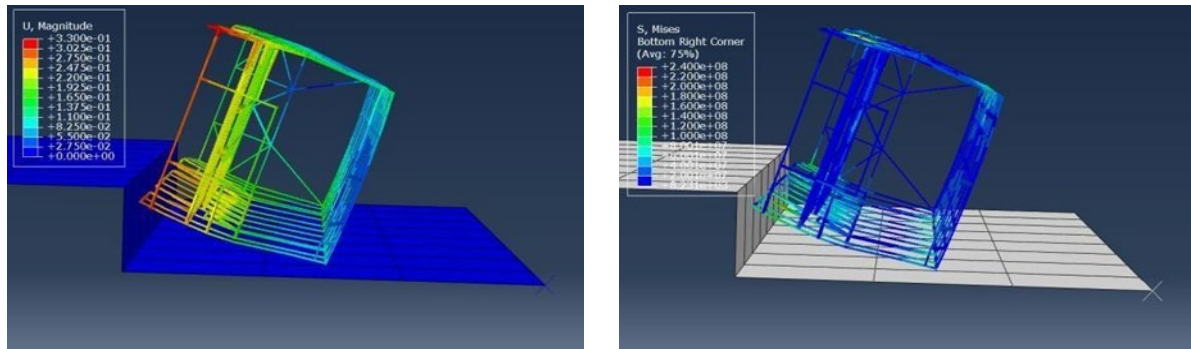 U, Magnitude
+3.300e-01
+3.025e-01
+2.750e-01
+2.475e-01
+2.200e-01
+1.925e-01
+1.650e-01
+1.375e-01
+1.100e-01
+8.250e-02
+5.500e-02
+2.750e-02
+0.000e+00
S, Mises
Bottom Right Corner
(Avg: 75%)
+2.400e+08
+2.200e+08
+2.000e+08
+1.800e+08
+1.600e+08
+1.400e+08
+1.200e+08
+1.000e+08